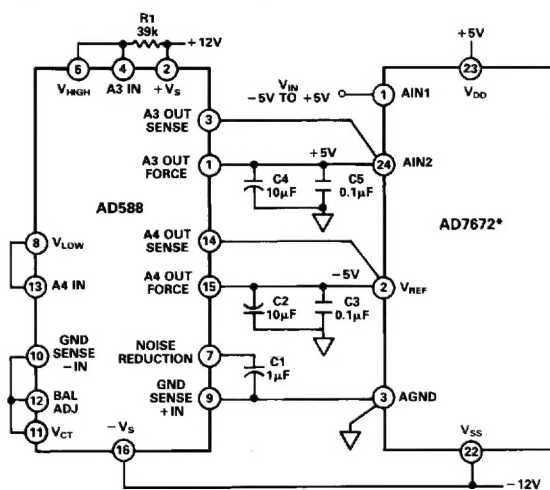 R1
39k
+12V
+5V
5
4
2
23
VHIGH
A3 IN
+VS
VIN
-5V TO +5V
1
AIN1
VDD
A3 OUT
SENSE
3
A3 OUT
FORCE
1
+5V
24
AIN2
C4
10μF
C5
0.1μF
AD588
AD7672*
A4 OUT
SENSE
14
8
VLOW
13
A4 IN
A4 OUT
FORCE
15
-5V
2
VREF
C2
10μF
C3
0.1μF
10
GND
SENSE
-IN
NOISE
REDUCTION
7
C1
1μF
12
BAL
ADJ
GND
SENSE
+IN
9
3
AGND
11
VCT
-VS
16
VSS
22
-12V